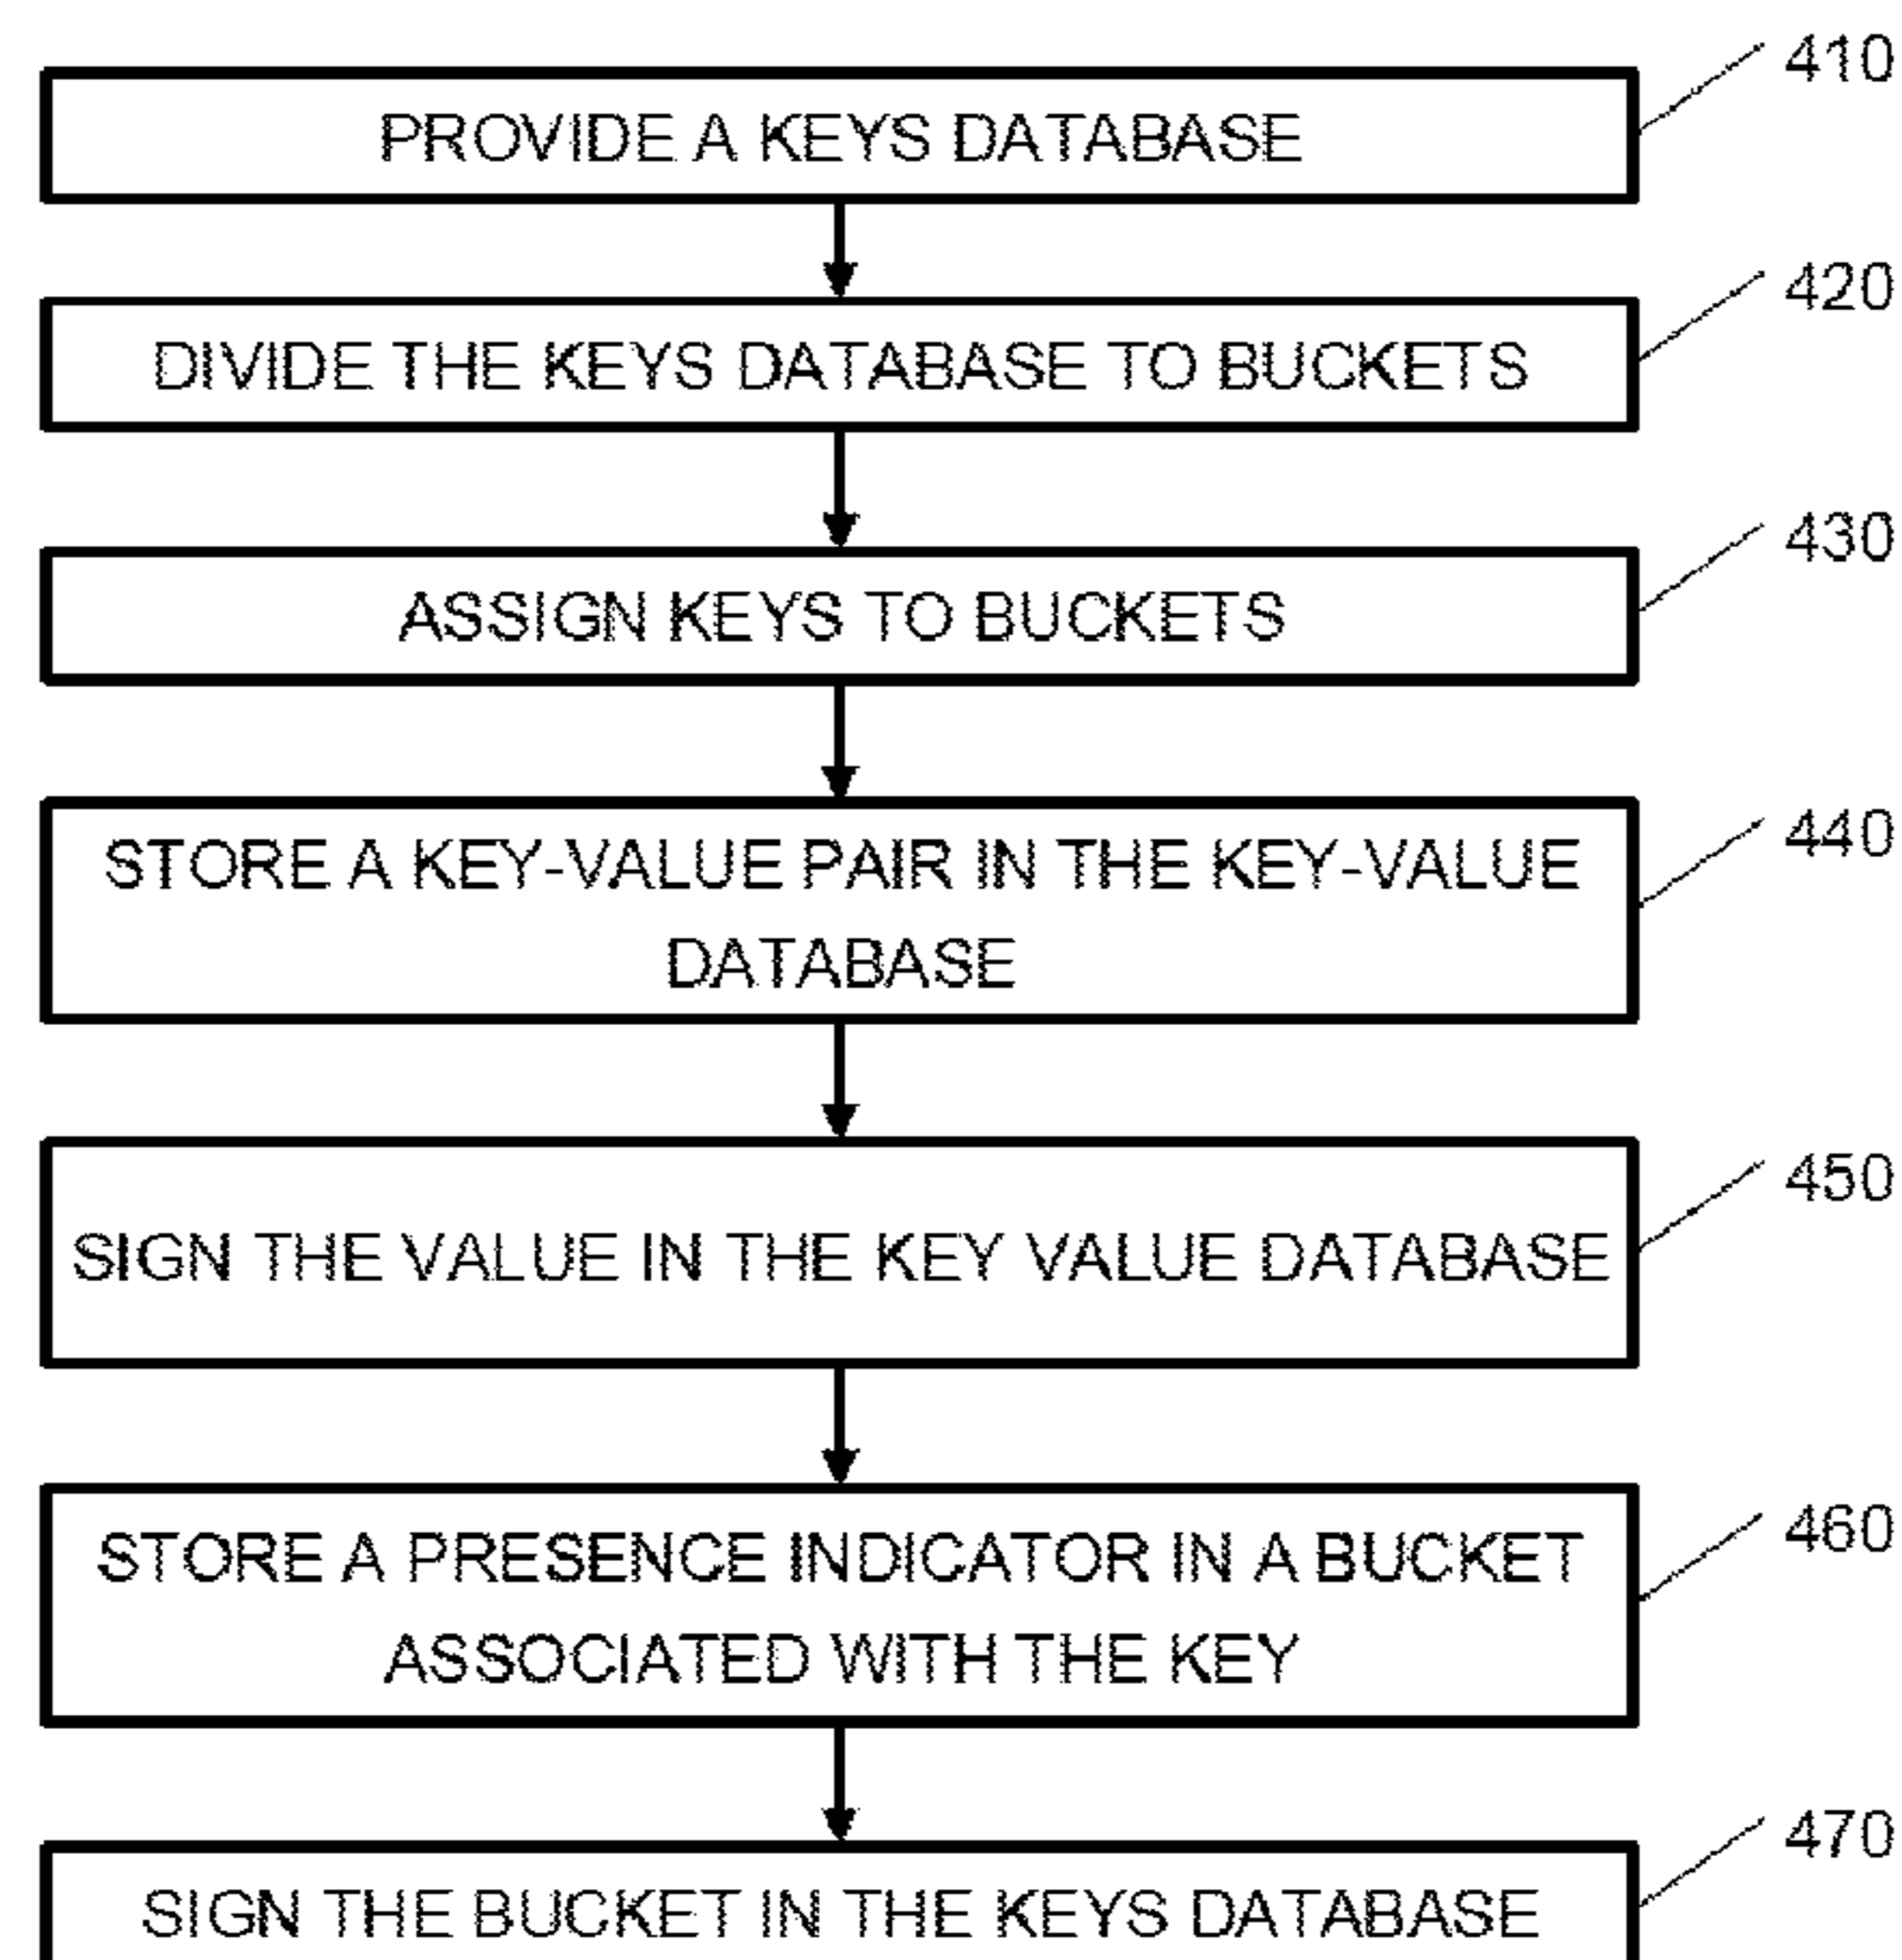 410
PROVIDE A KEYS DATABASE
420
DIVIDE THE KEYS DATABASE TO BUCKETS
430
ASSIGN KEYS TO BUCKETS
440
STORE A KEY-VALUE PAIR IN THE KEY-VALUE
DATABASE
450
SIGN THE VALUE IN THE KEY VALUE DATABASE
460
STORE A PRESENCE INDICATOR IN A BUCKET
ASSOCIATED WITH THE KEY
470
SIGN THE BUCKET IN THE KEYS DATABASE